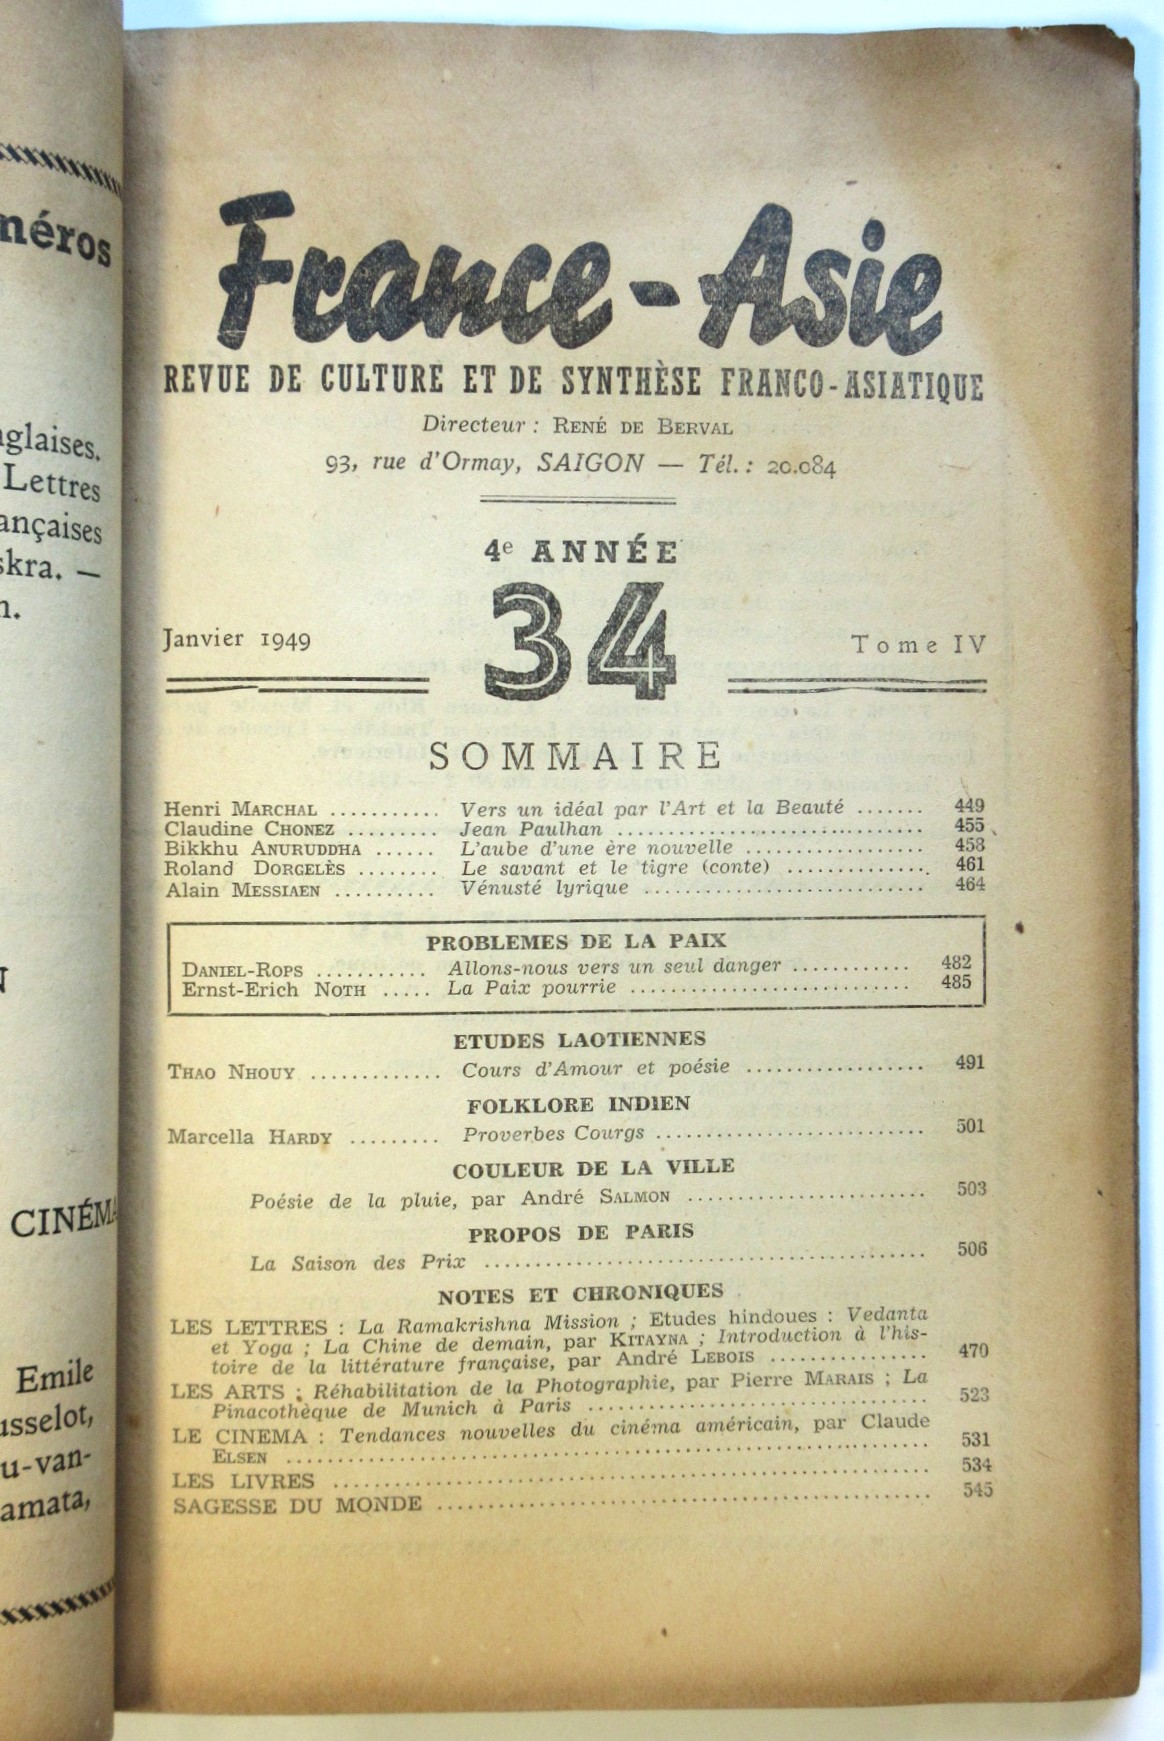 néros
Lettres
CINÉMA
Emile
France-Asie
REVUE DE CULTURE ET DE SYNTHÈSE FRANCO-ASIATIQUE
Directeur : RENÉ DE BERVAL
93, rue d'Ormay, SAIGON — Tél. : 20.084
4e ANNÉE
34
Janvier 1949
Tome IV
SOMMAIRE
Henri MARCHAL ........... Vers un idéal par l'Art et la Beauté ....... 449
Claudine CHONEZ ......... Jean Paulhan ............................... 455
Bikkhu ANURUDDHA ...... L'aube d'une ère nouvelle .................. 458
Roland DORGELÈS ........ Le savant et le tigre (conte) .............. 461
Alain MESSIAEN .......... Vénusté lyrique ............................ 464
PROBLEMES DE LA PAIX
DANIEL-ROPS ........... Allons-nous vers un seul danger ............ 482
Ernst-Erich NOTH ..... La Paix pourrie ............................ 485
ETUDES LAOTIENNES
THAO NHOUY ............. Cours d'Amour et poésie .................. 491
FOLKLORE INDIEN
Marcella HARDY ......... Proverbes Courgs ........................... 501
COULEUR DE LA VILLE
Poésie de la pluie, par André SALMON ........................ 503
PROPOS DE PARIS
La Saison des Prix ............................................ 506
NOTES ET CHRONIQUES
LES LETTRES : La Ramakrishna Mission ; Etudes hindoues : Vedanta
et Yoga ; La Chine de demain, par KITAYNA ; Introduction à l'his-
toire de la littérature française, par André LEBOIS ................ 470
LES ARTS : Réhabilitation de la Photographie, par Pierre MARAIS ; La
Pinacothèque de Munich à Paris .................................. 523
LE CINEMA : Tendances nouvelles du cinéma américain, par Claude
ELSEN ................................................................ 531
LES LIVRES ........................................................... 534
SAGESSE DU MONDE .................................................. 545